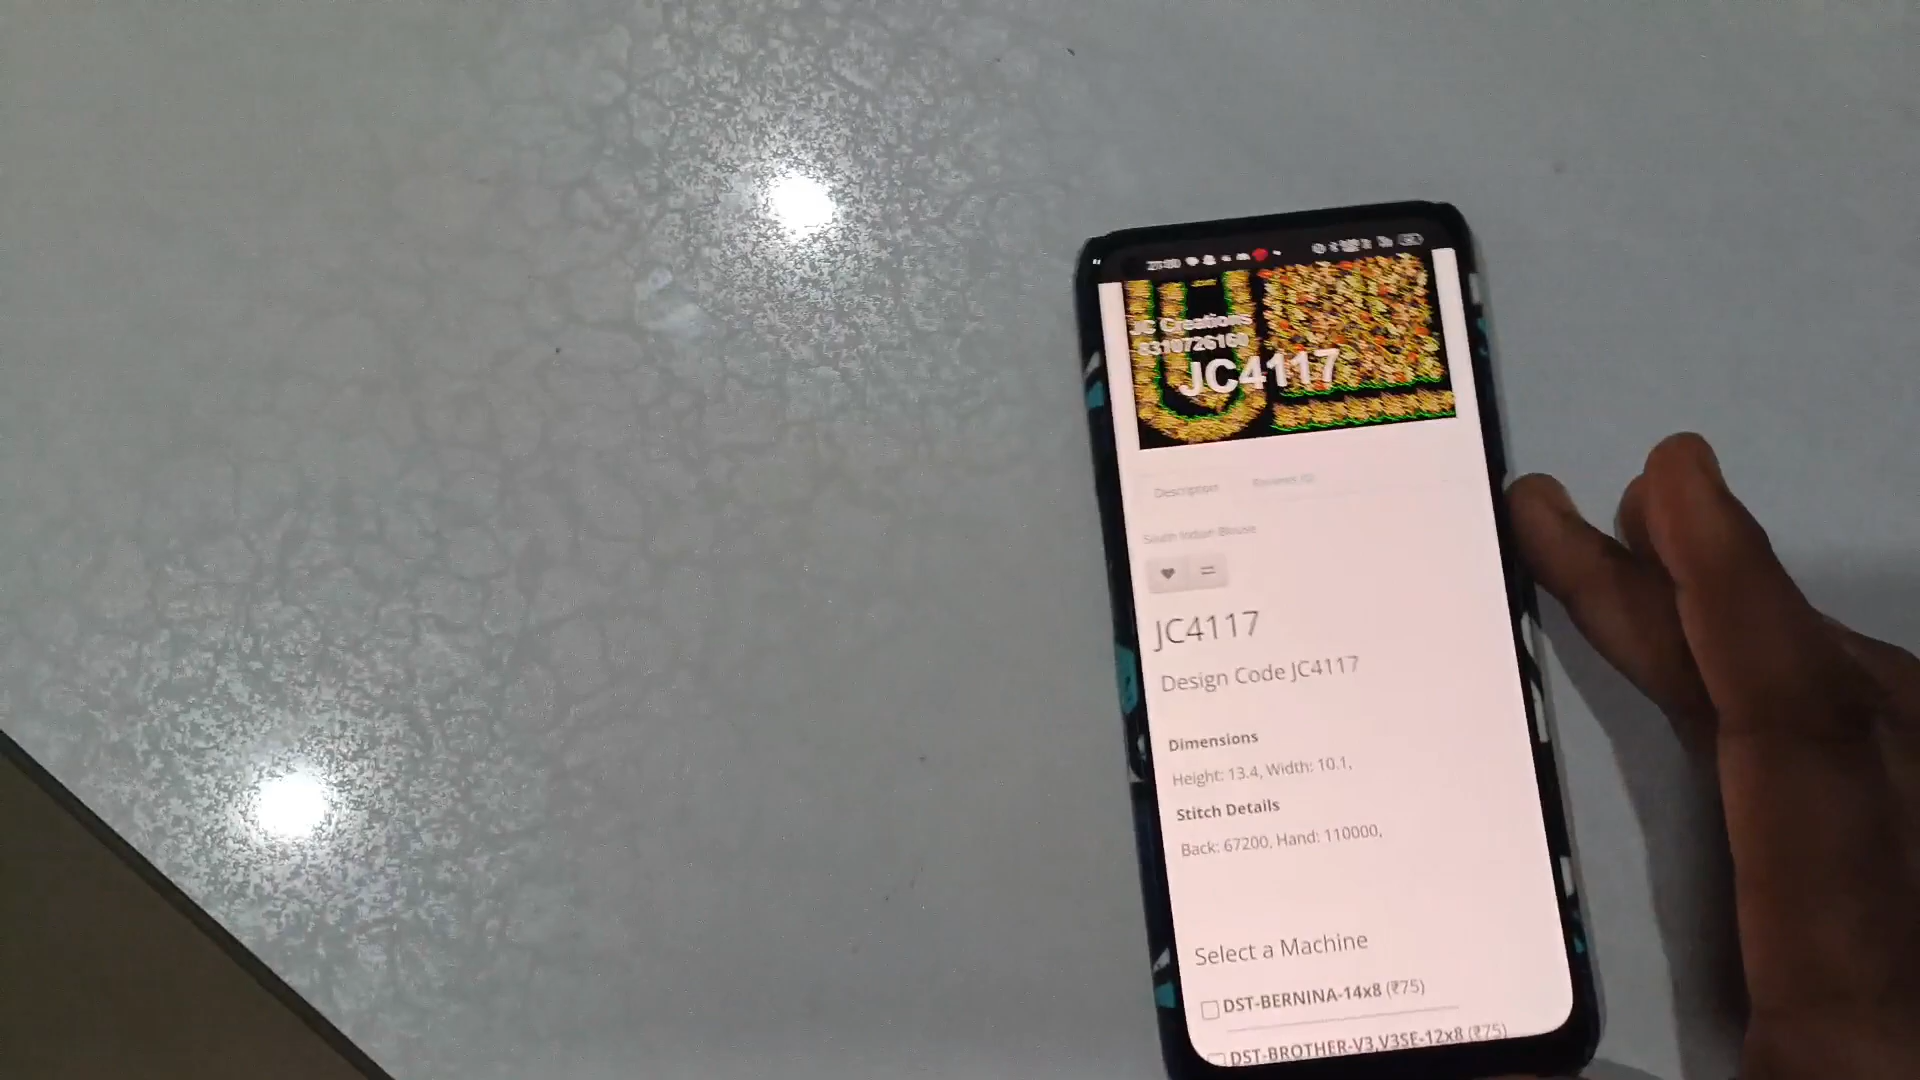 JC Creations
8310726160
JC4117
Description Reviews (0)
South Indian Blouse
JC4117
Design Code JC4117
Dimensions
Height: 13.4, Width: 10.1,
Stitch Details
Back: 67200, Hand: 110000,
Select a Machine
DST-BERNINA-14x8 (₹75)
DST-BROTHER-V3,V3SE-12x8 (₹75)